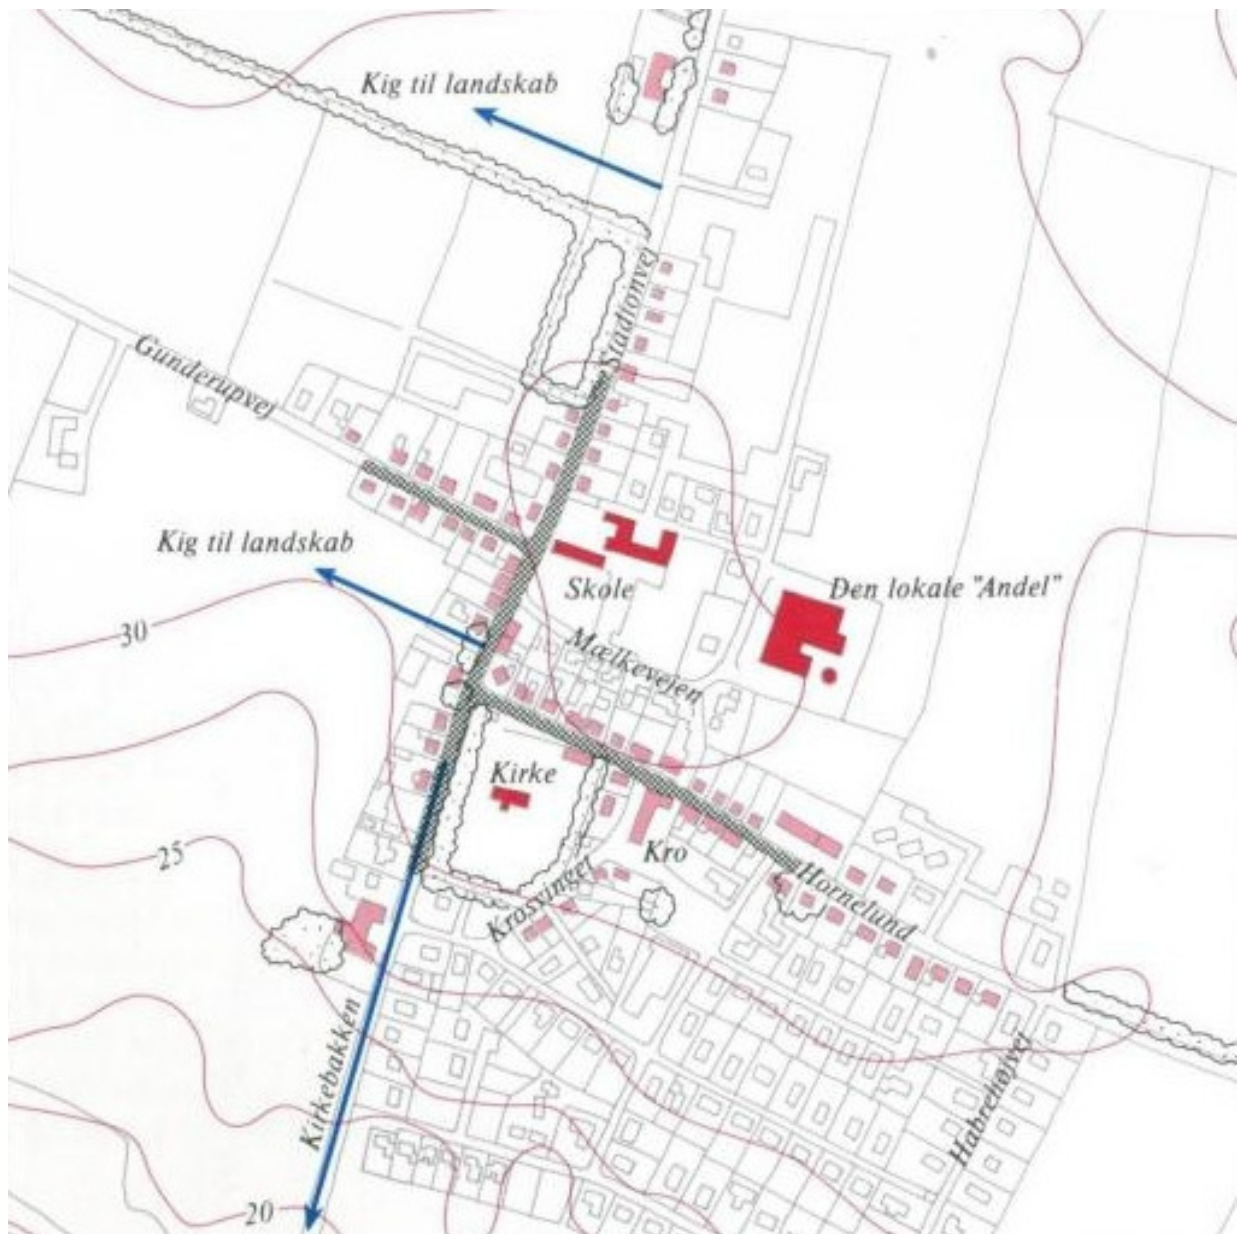 Kig til landskab
Stadionvej
Gunderupvej
Kig til landskab
Skole
Den lokale "Andel"
30
Mælkevejen
Kirke
25
Kro
Hornelund
Krosvinget
Kirkebakken
Habrehøjvej
20